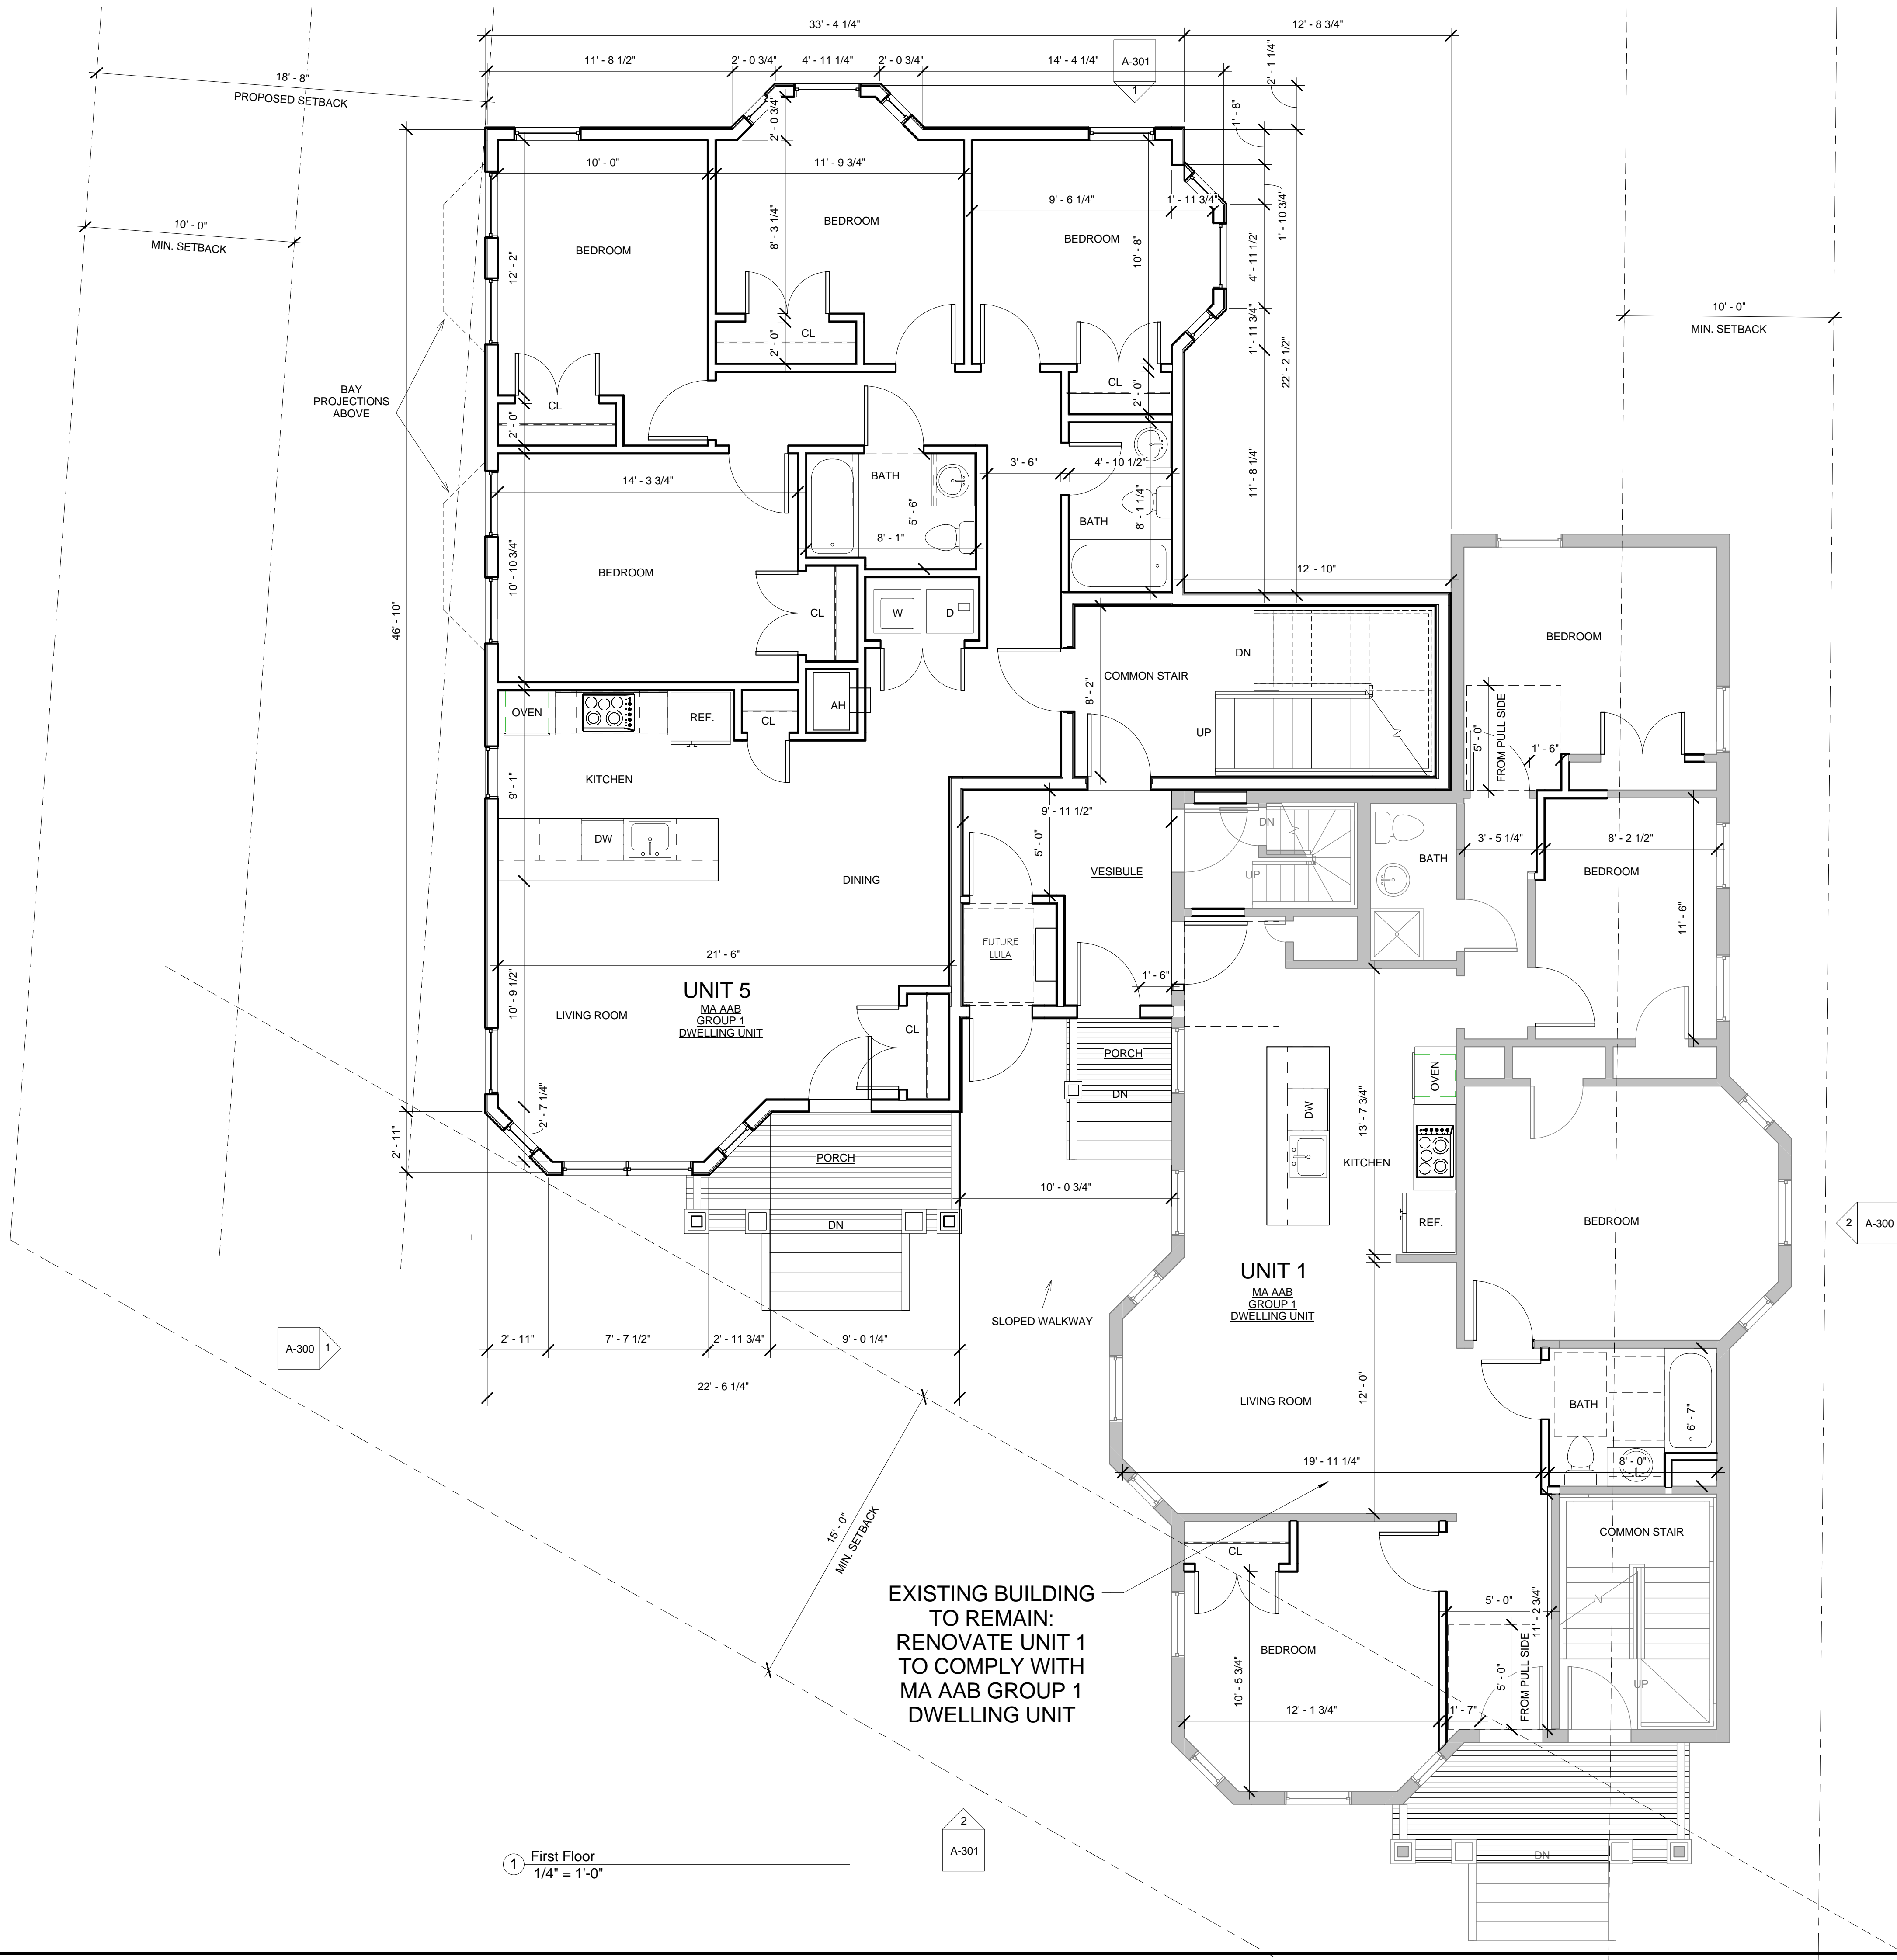 33' - 4 1/4"
12' - 8 3/4"
11' - 8 1/2"
2' - 0 3/4"
4' - 11 1/4"
2' - 0 3/4"
14' - 4 1/4"
A-301
1
2' - 1 1/4"
18' - 8"
PROPOSED SETBACK
2' - 0 3/4"
1' - 8"
10' - 0"
11' - 9 3/4"
9' - 6 1/4"
1' - 11 3/4"
1' - 10 3/4"
10' - 0"
MIN. SETBACK
BEDROOM
BEDROOM
BEDROOM
12' - 2"
8' - 3 1/4"
10' - 8"
4' - 11 1/2"
10' - 0"
MIN. SETBACK
CL
2' - 0"
1' - 11 3/4"
22' - 2 1/2"
BAY
PROJECTIONS
ABOVE
CL
2' - 0"
CL
2' - 0"
14' - 3 3/4"
BATH
5' - 6"
8' - 1"
3' - 6"
4' - 10 1/2"
BATH
8' - 1 1/4"
11' - 8 1/4"
46' - 10"
10' - 10 3/4"
BEDROOM
CL
W
D
12' - 10"
BEDROOM
DN
COMMON STAIR
8' - 2"
UP
OVEN
REF.
CL
AH
5' - 0"
FROM PULL SIDE
1' - 6"
KITCHEN
9' - 1"
DW
DINING
9' - 11 1/2"
5' - 0"
VESIBULE
DN
UP
BATH
3' - 5 1/4"
8' - 2 1/2"
BEDROOM
11' - 6"
FUTURE
LULA
21' - 6"
10' - 9 1/2"
UNIT 5
MA AAB
GROUP 1
DWELLING UNIT
LIVING ROOM
CL
1' - 6"
PORCH
DN
OVEN
DW
13' - 7 3/4"
KITCHEN
REF.
2' - 7 1/4"
2' - 11"
PORCH
DN
10' - 0 3/4"
BEDROOM
2
A-300
UNIT 1
MA AAB
GROUP 1
DWELLING UNIT
SLOPED WALKWAY
A-300
1
2' - 11"
7' - 7 1/2"
2' - 11 3/4"
9' - 0 1/4"
22' - 6 1/4"
LIVING ROOM
12' - 0"
BATH
6' - 7"
19' - 11 1/4"
8' - 0"
15' - 0"
MIN. SETBACK
CL
COMMON STAIR
EXISTING BUILDING
TO REMAIN:
RENOVATE UNIT 1
TO COMPLY WITH
MA AAB GROUP 1
DWELLING UNIT
5' - 0"
11' - 2 3/4"
BEDROOM
10' - 5 3/4"
12' - 1 3/4"
1' - 7"
5' - 0"
FROM PULL SIDE
UP
DN
2
A-301
1
First Floor
1/4" = 1'-0"